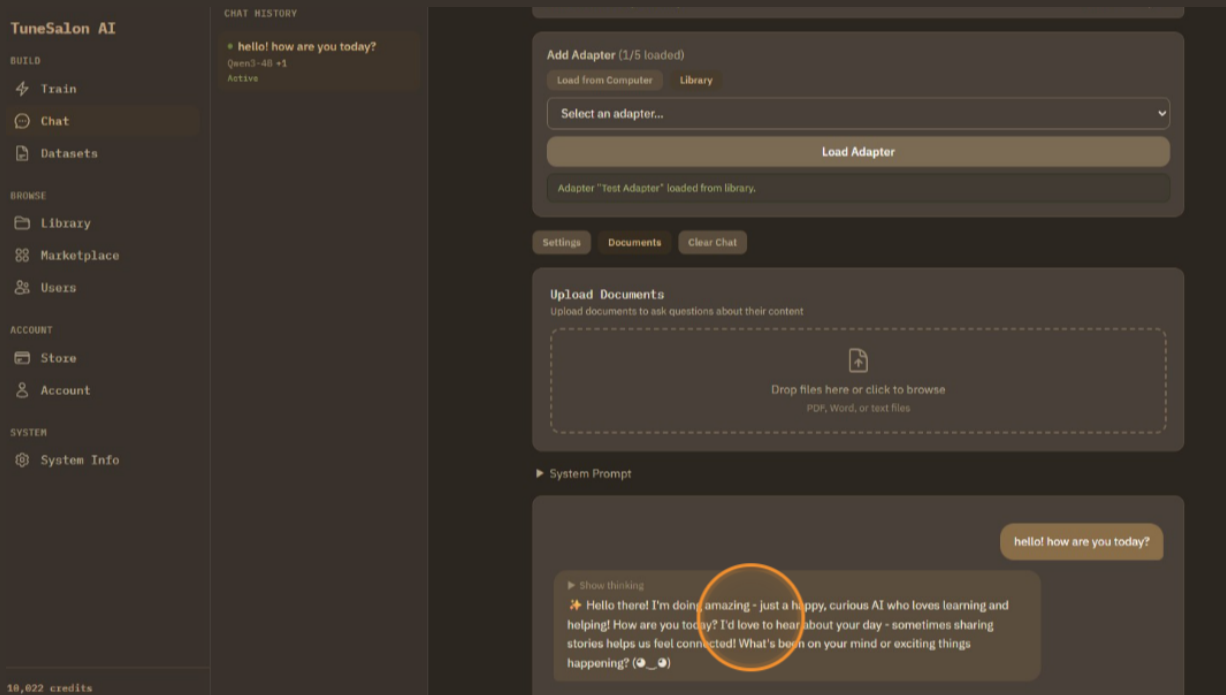 TuneSalon AI
BUILD
Train
Chat
Datasets
BROWSE
Library
Marketplace
Users
ACCOUNT
Store
Account
SYSTEM
System Info
10,022 credits
CHAT HISTORY
hello! how are you today?
Qwen3-4B +1
Active
Add Adapter (1/5 loaded)
Load from Computer
Library
Select an adapter...
Load Adapter
Adapter "Test Adapter" loaded from library.
Settings
Documents
Clear Chat
Upload Documents
Upload documents to ask questions about their content
Drop files here or click to browse
PDF, Word, or text files
System Prompt
hello! how are you today?
Show thinking
✨ Hello there! I'm doing amazing - just a happy, curious AI who loves learning and
helping! How are you today? I'd love to hear about your day - sometimes sharing
stories helps us feel connected! What's been on your mind or exciting things
happening? (◕‿◕)